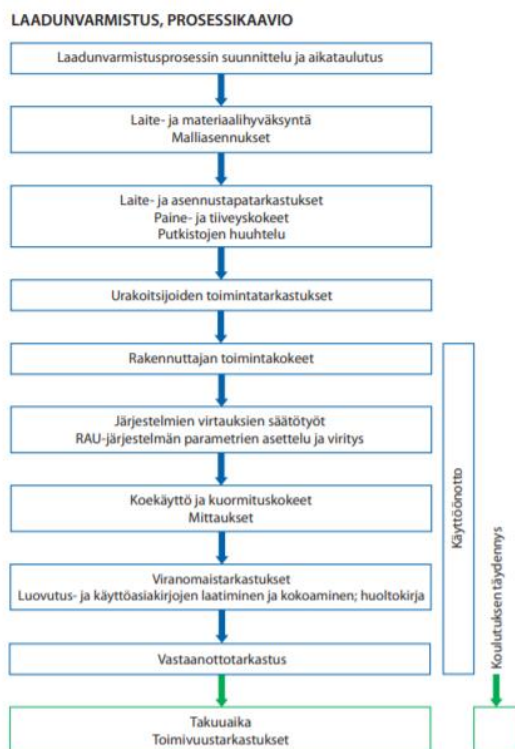 LAADUNVARMISTUS, PROSESSIKAAVIO
Laadunvarmistusprosessin suunnittelu ja aikataulutus
Laite- ja materiaalihyväksyntä
Malliasennukset
Laite- ja asennustapatarkastukset
Paine- ja tiiveyskokeet
Putkistojen huuhtelu
Urakoitsijoiden toimintatarkastukset
Rakennuttajan toimintakokeet
Järjestelmien virtauksien säätötyöt
RAU-järjestelmän parametrien asettelu ja viritys
Koekäyttö ja kuormituskokeet
Mittaukset
Viranomaistarkastukset
Luovutus- ja käyttöasiakirjojen laatiminen ja kokoaminen; huoltokirja
Vastaanottotarkastus
Takuuaika
Toimivuustarkastukset
Käyttöönotto
Koulutuksen täydennys